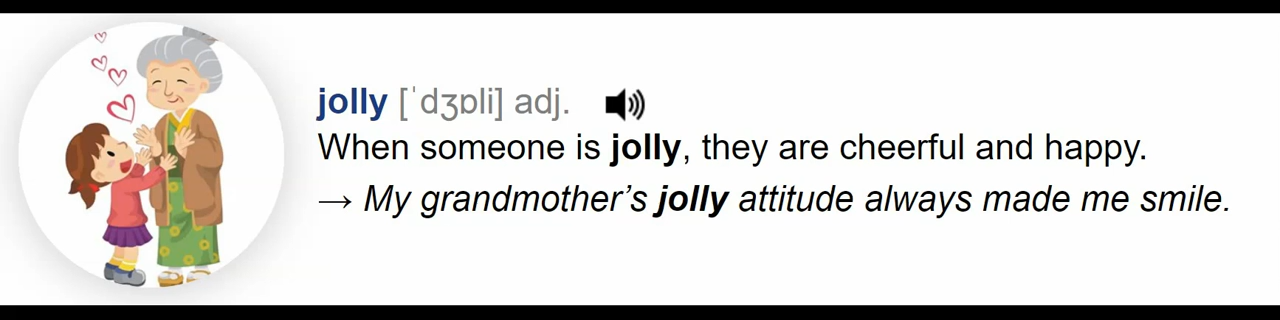 jolly [ˈdʒɒli] adj.
When someone is jolly, they are cheerful and happy.
→ My grandmother’s jolly attitude always made me smile.